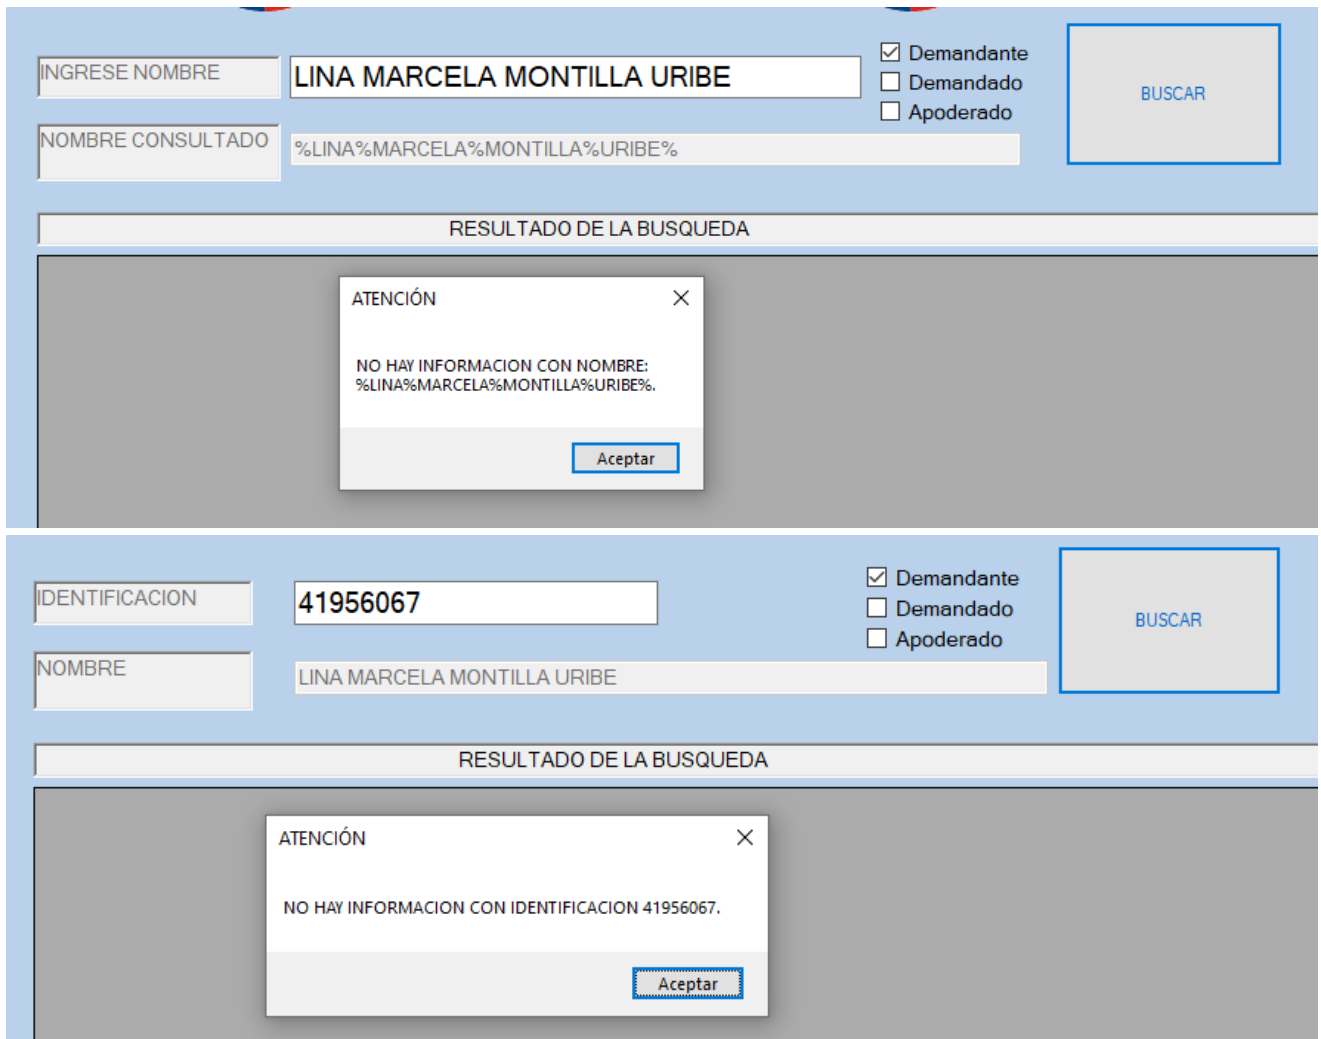 INGRESE NOMBRE
LINA MARCELA MONTILLA URIBE
Demandante
Demandado
Apoderado
BUSCAR
NOMBRE CONSULTADO
%LINA%MARCELA%MONTILLA%URIBE%
RESULTADO DE LA BUSQUEDA
ATENCIÓN
NO HAY INFORMACION CON NOMBRE:
%LINA%MARCELA%MONTILLA%URIBE%.
Aceptar
IDENTIFICACION
41956067
Demandante
Demandado
Apoderado
BUSCAR
NOMBRE
LINA MARCELA MONTILLA URIBE
RESULTADO DE LA BUSQUEDA
ATENCIÓN
NO HAY INFORMACION CON IDENTIFICACION 41956067.
Aceptar